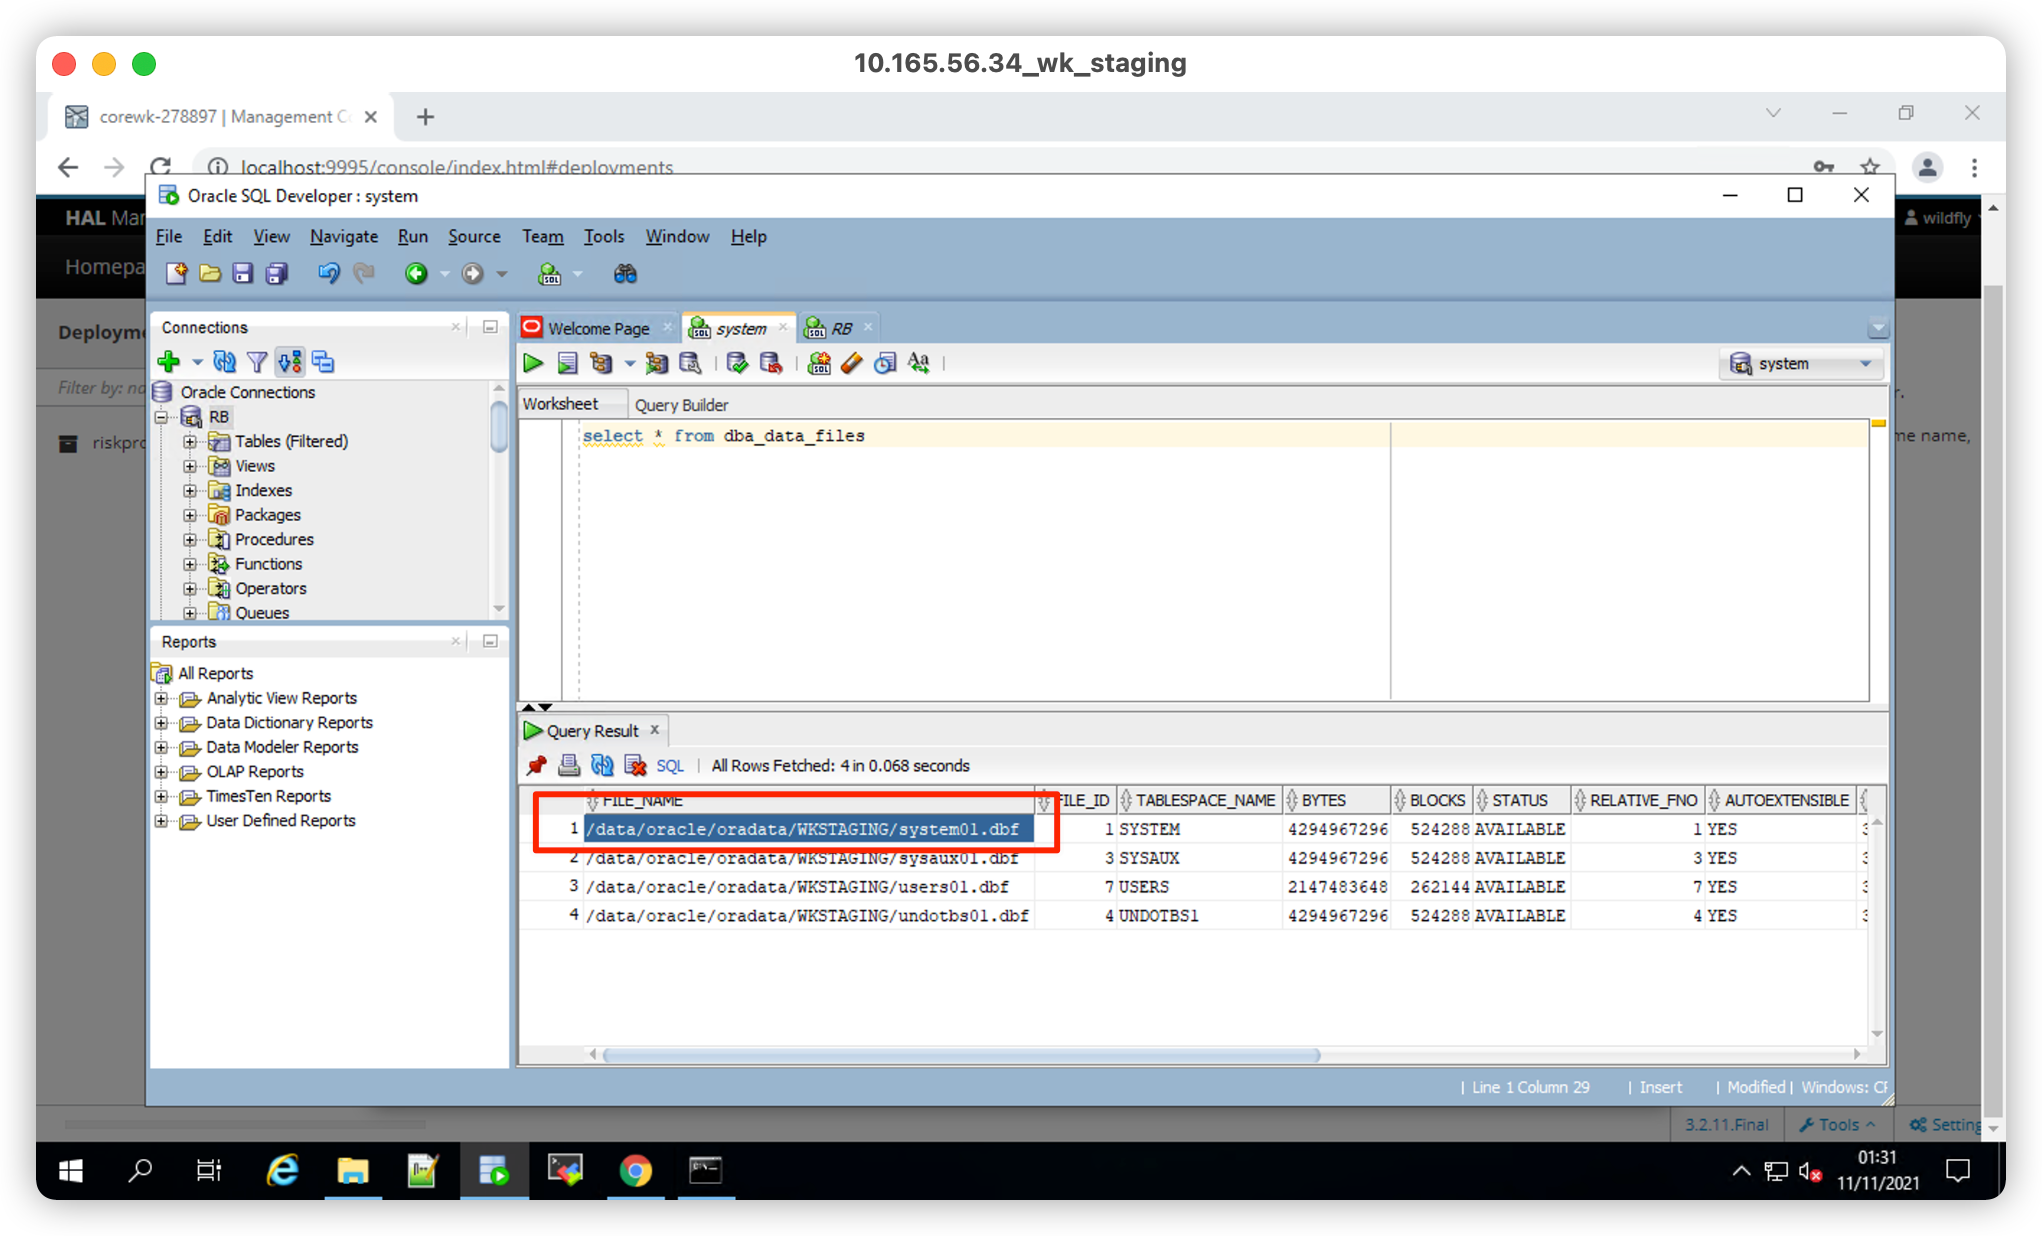 10.165.56.34_wk_staging
corewk-278897 | Management Co
localhost:9995/console/index.html#deployments
Oracle SQL Developer : system
HAL Man
wildfly
File Edit View Navigate Run Source Team Tools Window Help
Homepa
Deployme
Connections
Welcome Page system RB
Filter by: na
system
Oracle Connections
Worksheet Query Builder
RB
select * from dba_data_files
me name,
riskpro
Tables (Filtered)
Views
Indexes
Packages
Procedures
Functions
Operators
Queues
Reports
All Reports
Analytic View Reports
Data Dictionary Reports
Data Modeler Reports
OLAP Reports
TimesTen Reports
User Defined Reports
Query Result
SQL | All Rows Fetched: 4 in 0.068 seconds
FILE_NAME FILE_ID TABLESPACE_NAME BYTES BLOCKS STATUS RELATIVE_FNO AUTOEXTENSIBLE
1 /data/oracle/oradata/WKSTAGING/system01.dbf 1 SYSTEM 4294967296 524288 AVAILABLE 1 YES 3
2 /data/oracle/oradata/WKSTAGING/sysaux01.dbf 3 SYSAUX 4294967296 524288 AVAILABLE 3 YES 3
3 /data/oracle/oradata/WKSTAGING/users01.dbf 7 USERS 2147483648 262144 AVAILABLE 7 YES 3
4 /data/oracle/oradata/WKSTAGING/undotbs01.dbf 4 UNDOTBS1 4294967296 524288 AVAILABLE 4 YES 3
| Line 1 Column 29 | Insert | Modified | Windows: CF
3.2.11.Final Tools Setting
01:31
11/11/2021